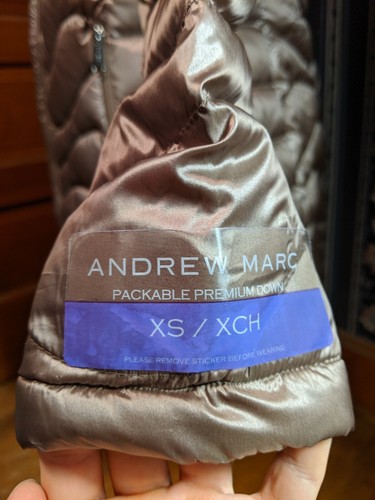 ANDREW MARC
PACKABLE PREMIUM DOWN
XS / XCH
PLEASE REMOVE STICKER BEFORE WEARING